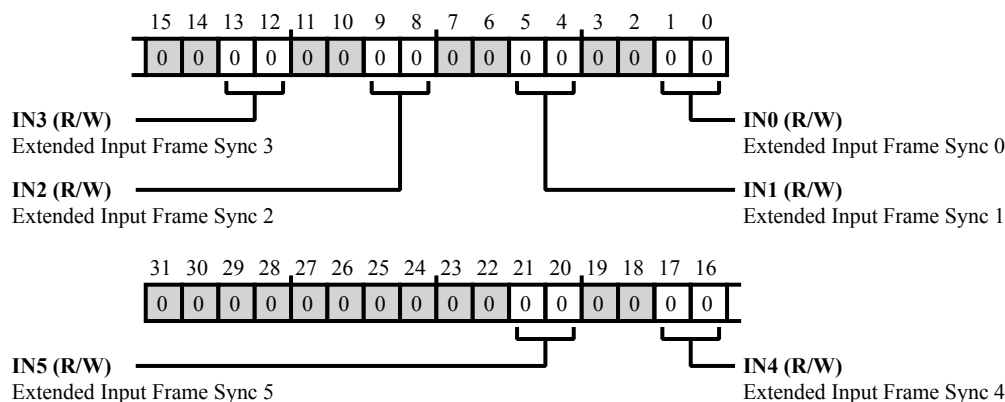 15 14 13 12 11 10 9 8 7 6 5 4 3 2 1 0
0 0 0 0 0 0 0 0 0 0 0 0 0 0 0 0
IN3 (R/W)
Extended Input Frame Sync 3
IN0 (R/W)
Extended Input Frame Sync 0
IN2 (R/W)
Extended Input Frame Sync 2
IN1 (R/W)
Extended Input Frame Sync 1
31 30 29 28 27 26 25 24 23 22 21 20 19 18 17 16
0 0 0 0 0 0 0 0 0 0 0 0 0 0 0 0
IN5 (R/W)
Extended Input Frame Sync 5
IN4 (R/W)
Extended Input Frame Sync 4